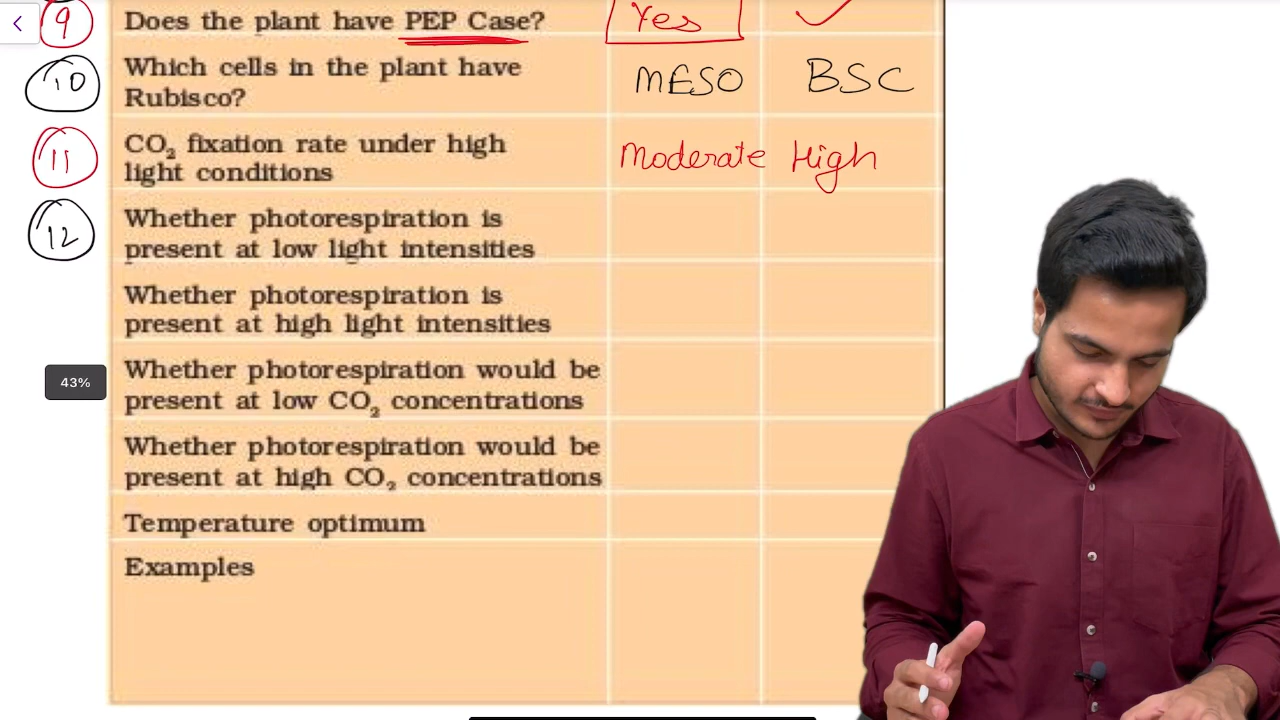 9 Does the plant have PEP Case? Yes ✓
10 Which cells in the plant have MESO BSC
Rubisco?
11 CO₂ fixation rate under high Moderate High
light conditions
12 Whether photorespiration is
present at low light intensities
Whether photorespiration is
present at high light intensities
43%
Whether photorespiration would be
present at low CO₂ concentrations
Whether photorespiration would be
present at high CO₂ concentrations
Temperature optimum
Examples